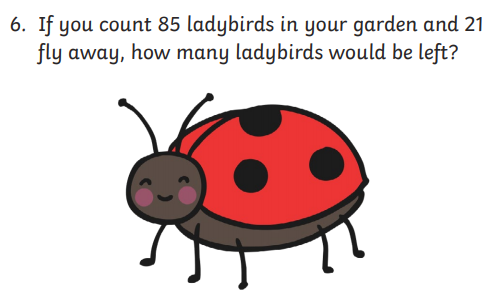 6. If you count 85 ladybirds in your garden and 21
fly away, how many ladybirds would be left?